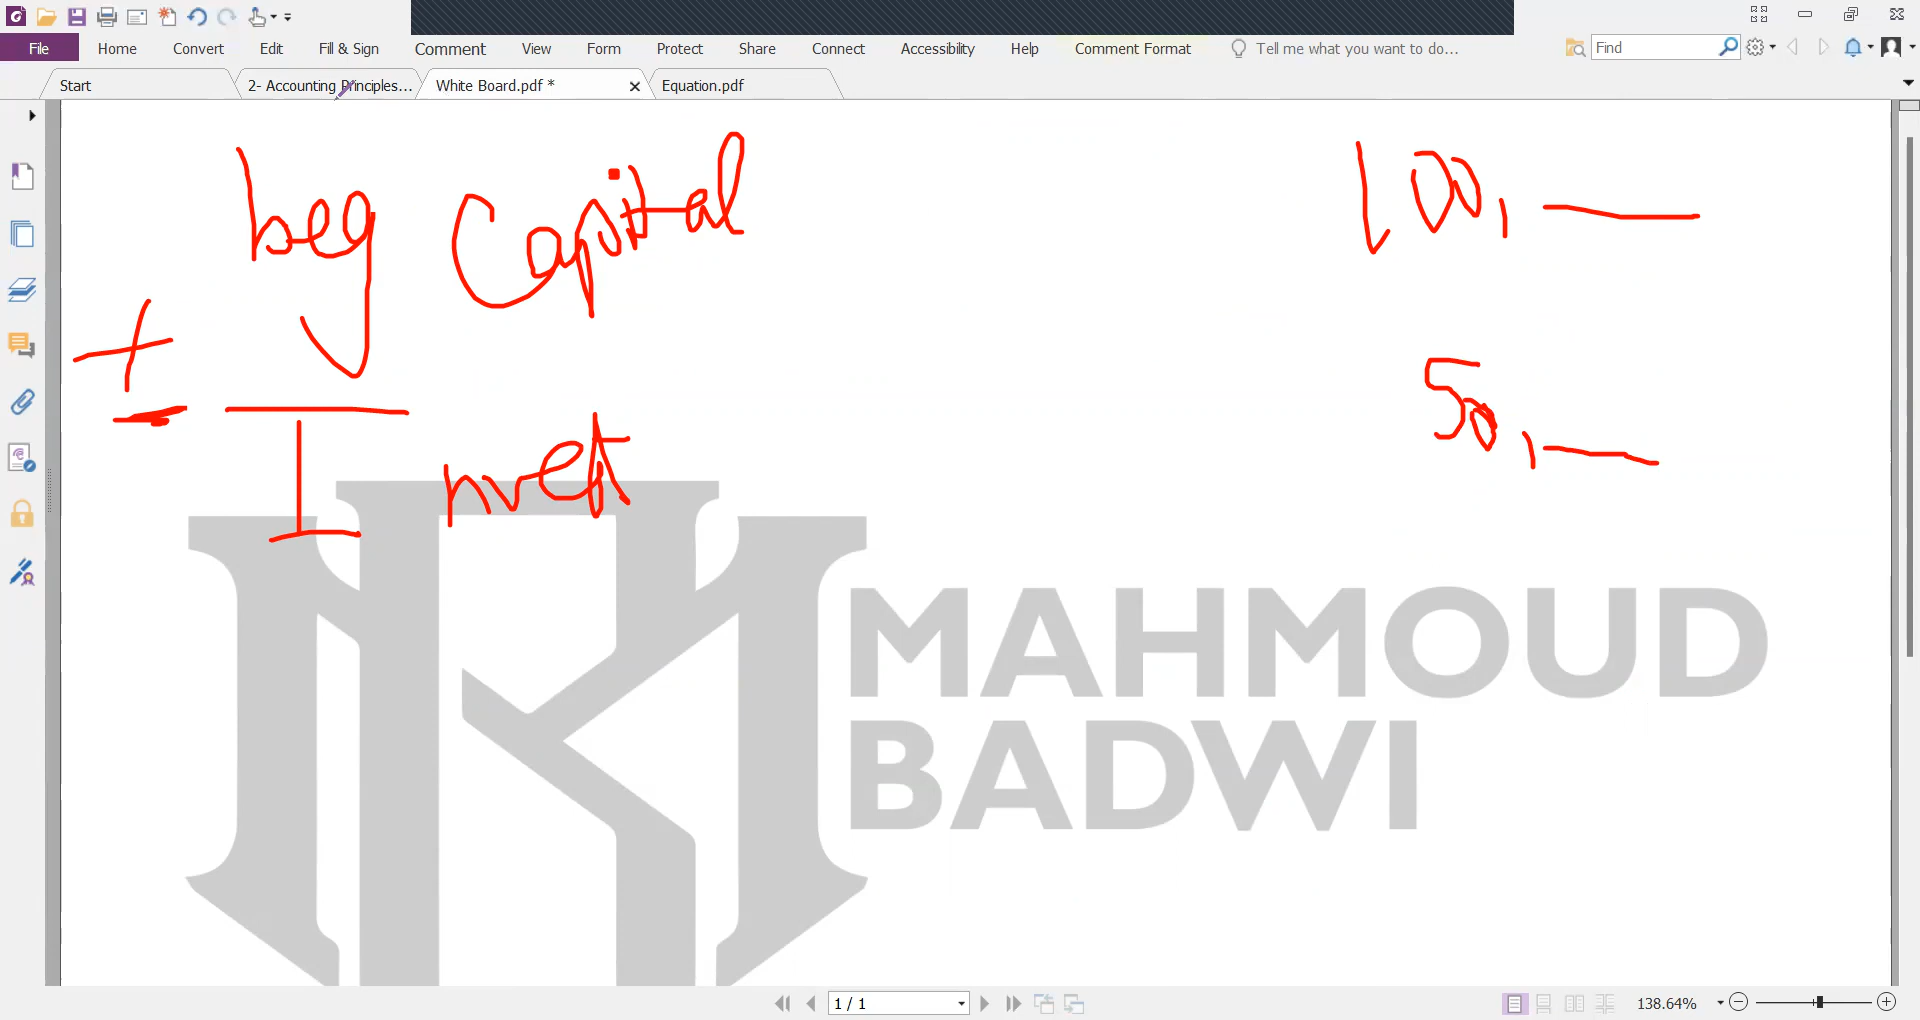 File Home Convert Edit Fill & Sign Comment View Form Protect Share Connect Accessibility Help Comment Format Tell me what you want to do... Find
Start 2- Accounting Principles... White Board.pdf * Equation.pdf
beg Capital 100,
+
Invest 50,
MAHMOUD
BADWI
1 / 1 138.64%